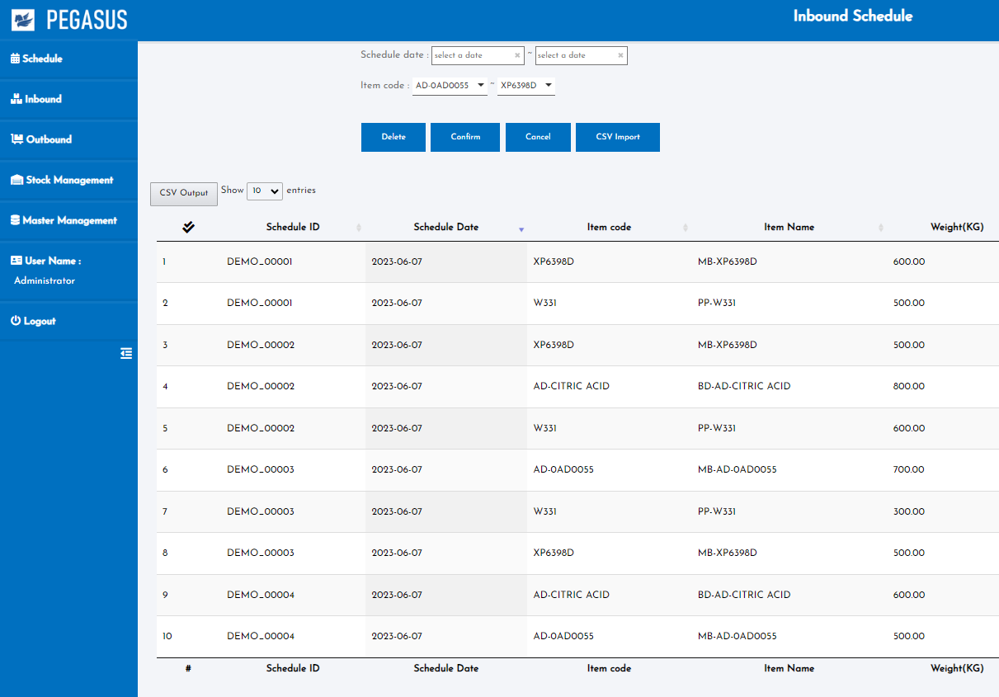 PEGASUS
Inbound Schedule
Schedule
Inbound
Outbound
Stock Management
Master Management
User Name :
Administrator
Logout
Schedule date : select a date × ~ select a date ×
Item code : AD-0AD0055 ~ XP6398D
Delete Confirm Cancel CSV Import
CSV Output Show 10 entries
Schedule ID Schedule Date Item code Item Name Weight(KG)
1 DEMO_00001 2023-06-07 XP6398D MB-XP6398D 600.00
2 DEMO_00001 2023-06-07 W331 PP-W331 500.00
3 DEMO_00002 2023-06-07 XP6398D MB-XP6398D 500.00
4 DEMO_00002 2023-06-07 AD-CITRIC ACID BD-AD-CITRIC ACID 800.00
5 DEMO_00002 2023-06-07 W331 PP-W331 600.00
6 DEMO_00003 2023-06-07 AD-0AD0055 MB-AD-0AD0055 700.00
7 DEMO_00003 2023-06-07 W331 PP-W331 300.00
8 DEMO_00003 2023-06-07 XP6398D MB-XP6398D 500.00
9 DEMO_00004 2023-06-07 AD-CITRIC ACID BD-AD-CITRIC ACID 600.00
10 DEMO_00004 2023-06-07 AD-0AD0055 MB-AD-0AD0055 500.00
# Schedule ID Schedule Date Item code Item Name Weight(KG)